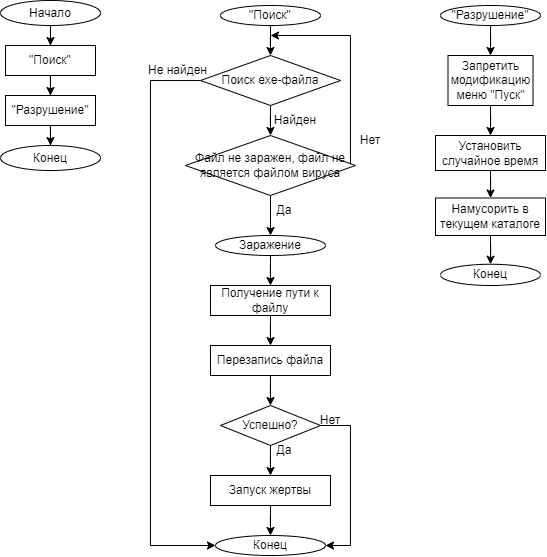 Начало
"Поиск"
"Разрушение"
Конец
"Поиск"
Поиск exe-файла
Не найден
Найден
Файл не заражен, файл не
является файлом вируса
Нет
Да
Заражение
Получение пути к
файлу
Перезапись файла
Успешно?
Нет
Да
Запуск жертвы
Конец
"Разрушение"
Запретить
модификацию
меню "Пуск"
Установить
случайное время
Намусорить в
текущем каталоге
Конец